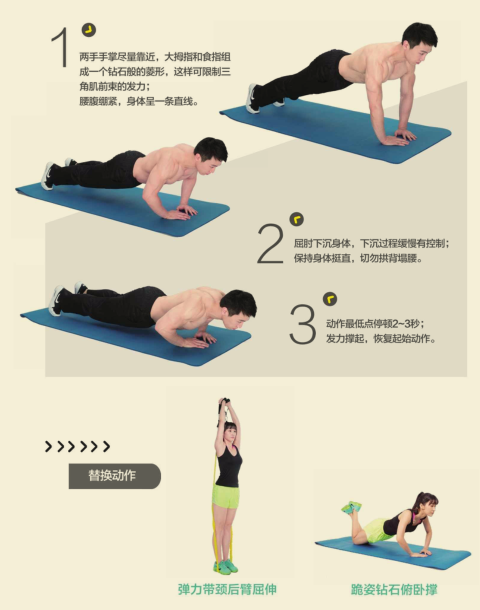 1
两手手掌尽量靠近，大拇指和食指组
成一个钻石般的菱形，这样可限制三
角肌前束的发力；
腰腹绷紧，身体呈一条直线。
2
屈肘下沉身体，下沉过程缓慢有控制；
保持身体挺直，切勿拱背塌腰。
3
动作最低点停顿2~3秒；
发力撑起，恢复起始动作。
替换动作
弹力带颈后臂屈伸
跪姿钻石俯卧撑